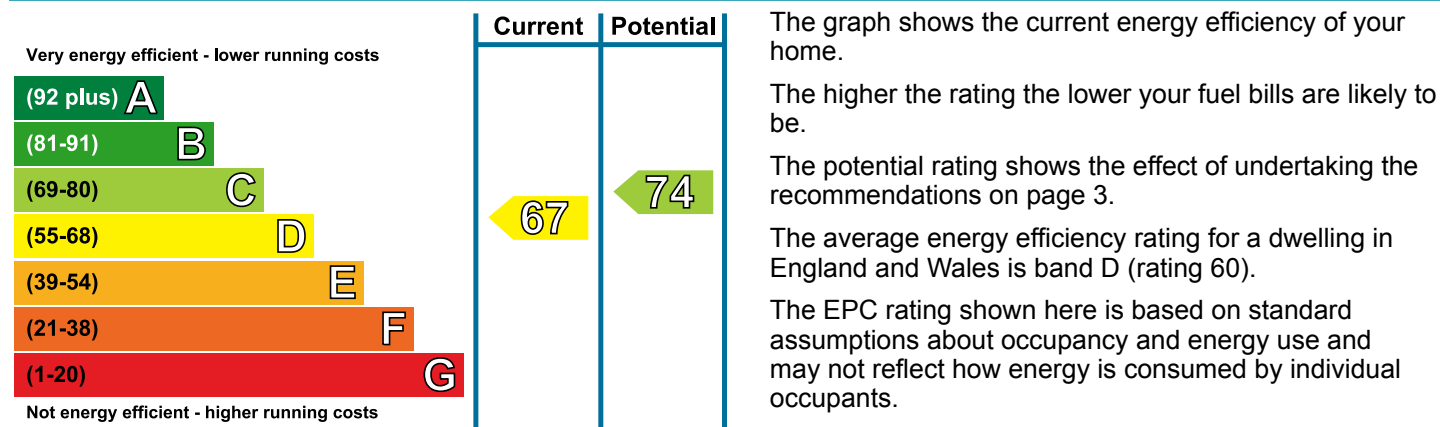 Current Potential
Very energy efficient - lower running costs
(92 plus) A
(81-91) B
(69-80) C
(55-68) D
(39-54) E
(21-38) F
(1-20) G
Not energy efficient - higher running costs
67
74
The graph shows the current energy efficiency of your
home.
The higher the rating the lower your fuel bills are likely to
be.
The potential rating shows the effect of undertaking the
recommendations on page 3.
The average energy efficiency rating for a dwelling in
England and Wales is band D (rating 60).
The EPC rating shown here is based on standard
assumptions about occupancy and energy use and
may not reflect how energy is consumed by individual
occupants.